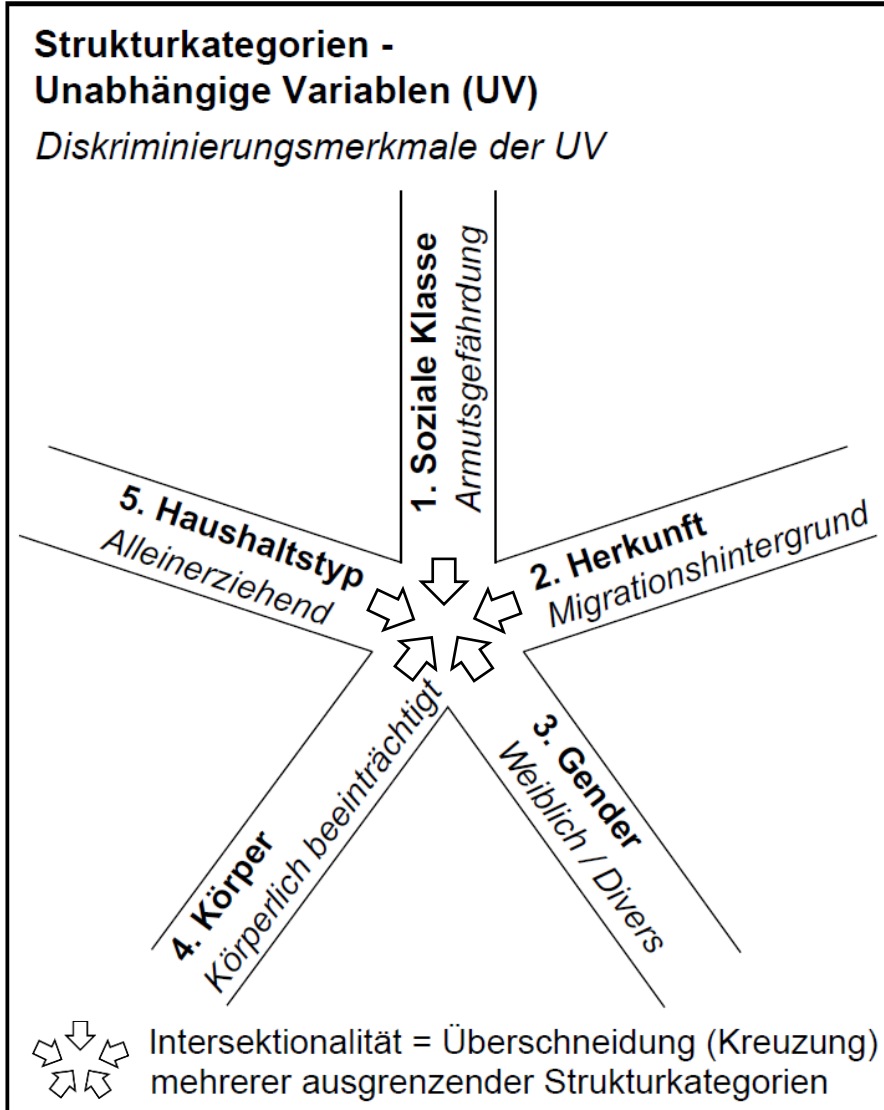 Strukturkategorien -
Unabhängige Variablen (UV)
Diskriminierungsmerkmale der UV
1. Soziale Klasse
Armutsgefährdung
2. Herkunft
Migrationshintergrund
3. Gender
Weiblich / Divers
4. Körper
Körperlich beeinträchtigt
5. Haushaltstyp
Alleinerziehend
Intersektionalität = Überschneidung (Kreuzung)
mehrerer ausgrenzender Strukturkategorien